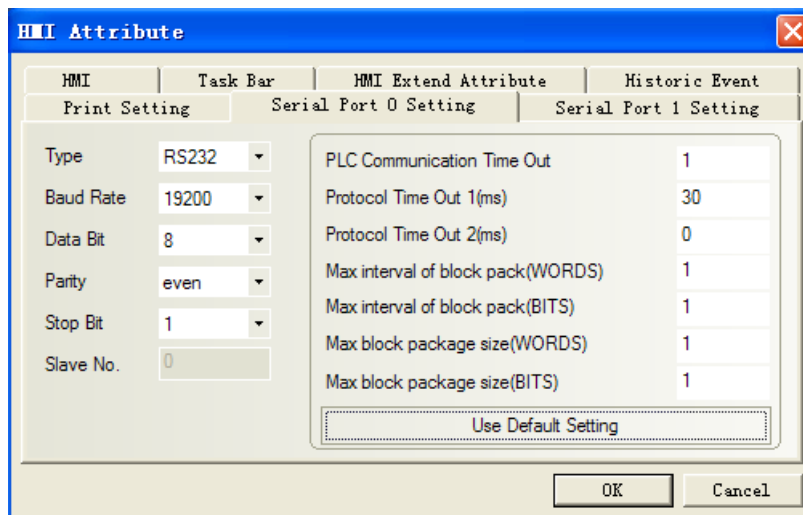 HMI Attribute
HMI Task Bar HMI Extend Attribute Historic Event
Print Setting Serial Port 0 Setting Serial Port 1 Setting
Type RS232
Baud Rate 19200
Data Bit 8
Parity even
Stop Bit 1
Slave No. 0
PLC Communication Time Out 1
Protocol Time Out 1(ms) 30
Protocol Time Out 2(ms) 0
Max interval of block pack(WORDS) 1
Max interval of block pack(BITS) 1
Max block package size(WORDS) 1
Max block package size(BITS) 1
Use Default Setting
OK Cancel